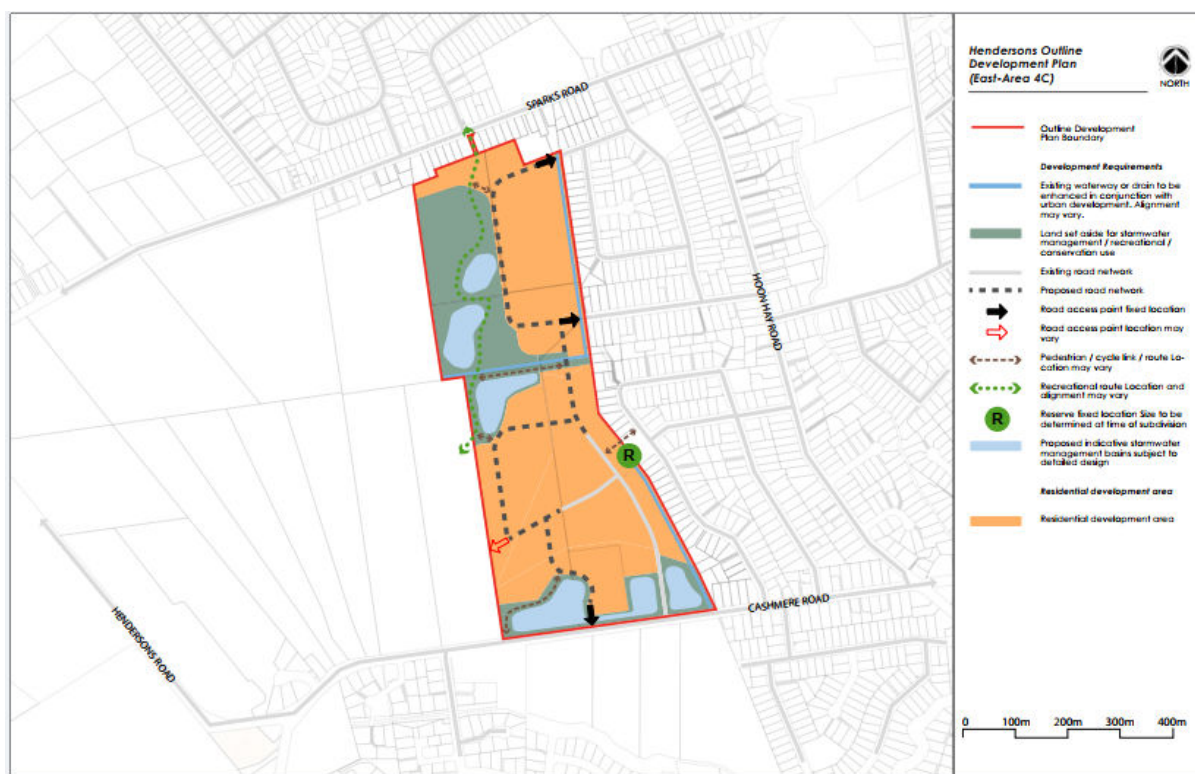 Hendersons Outline
Development Plan
(East-Area 4C)
NORTH
Outline Development
Plan Boundary
Development Requirements
Existing waterway or drain to be
enhanced in conjunction with
urban development. Alignment
may vary.
Land set aside for stormwater
management / recreational /
conservation use
Existing road network
Proposed road network
Road access point fixed location
Road access point location may
vary
Pedestrian / cycle link / route Lo-
cation may vary
Recreational route Location and
alignment may vary
R
Reserve fixed location Size to be
determined at time of subdivision
Proposed indicative stormwater
management basins subject to
detailed design
Residential development area
Residential development area
0 100m 200m 300m 400m
SPARKS ROAD
HOON HAY ROAD
R
CASHMERE ROAD
HENDERSONS ROAD